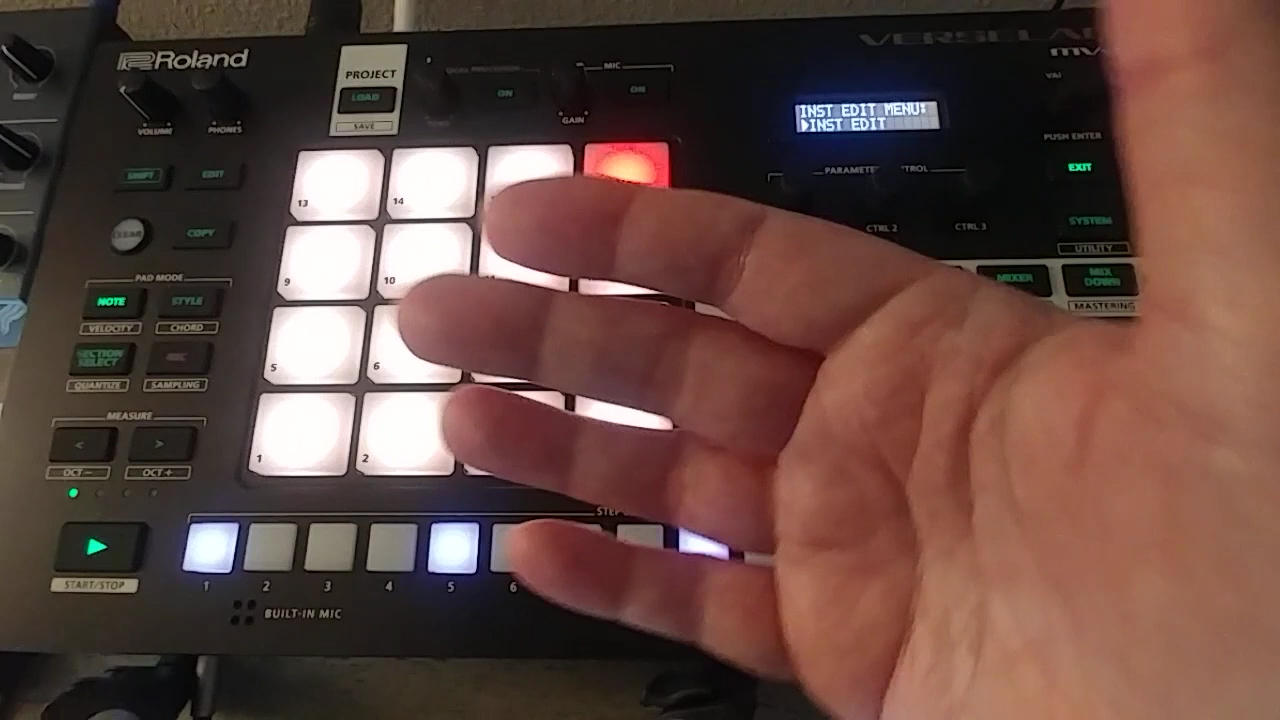 Roland
VERSELAB
MV-
PROJECT
LOAD
SAVE
VOLUME
PHONES
ON
GAIN
MIC
ON
INST EDIT MENU:
INST EDIT
PUSH ENTER
EXIT
SYSTEM
UTILITY
CTRL 2
CTRL 3
MIXER
MIX
DOWN
MASTERING
SHIFT
EDIT
CLEAR
COPY
PAD MODE
NOTE
STYLE
VELOCITY
CHORD
SECTION
SELECT
REC
QUANTIZE
SAMPLING
MEASURE
<
>
OCT−
OCT+
START/STOP
13
14
9
10
5
6
1
2
1
2
3
4
5
6
BUILT-IN MIC